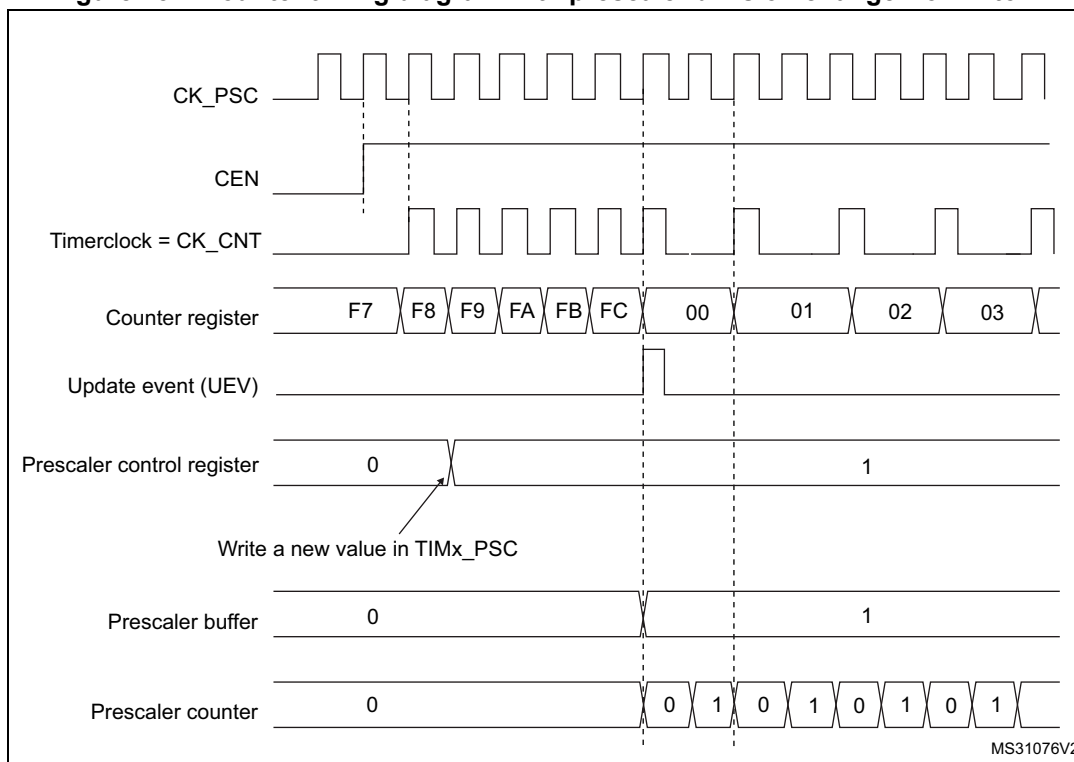 CK_PSC
CEN
Timerclock = CK_CNT
Counter register F7 F8 F9 FA FB FC 00 01 02 03
Update event (UEV)
Prescaler control register 0 1
Write a new value in TIMx_PSC
Prescaler buffer 0 1
Prescaler counter 0 0 1 0 1 0 1 0 1
MS31076V2